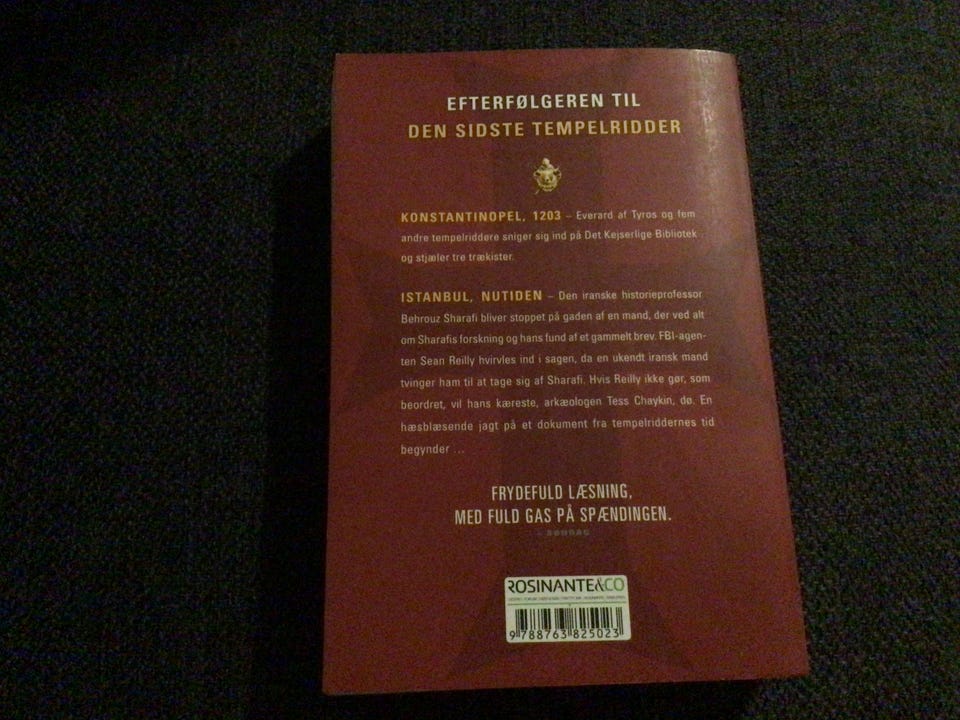 EFTERFØLGEREN TIL
DEN SIDSTE TEMPELRIDDER
KONSTANTINOPEL, 1203 – Everard af Tyros og fem
andre tempelriddere sniger sig ind på Det Kejserlige Bibliotek
og stjæler tre trækister.
ISTANBUL, NUTIDEN – Den iranske historieprofessor
Behrouz Sharafi bliver stoppet på gaden af en mand, der ved alt
om Sharafis forskning og hans fund af et gammelt brev. FBI-agen-
ten Sean Reilly hvirvles ind i sagen, da en ukendt iransk mand
tvinger ham til at tage sig af Sharafi. Hvis Reilly ikke gør, som
beordret, vil hans kæreste, arkæologen Tess Chaykin, dø. En
hæsblæsende jagt på et dokument fra tempelriddernes tid
begynder ...
FRYDEFULD LÆSNING,
MED FULD GAS PÅ SPÆNDINGEN.
– SØNDAG
ROSINANTE&CO
9 788763 825023